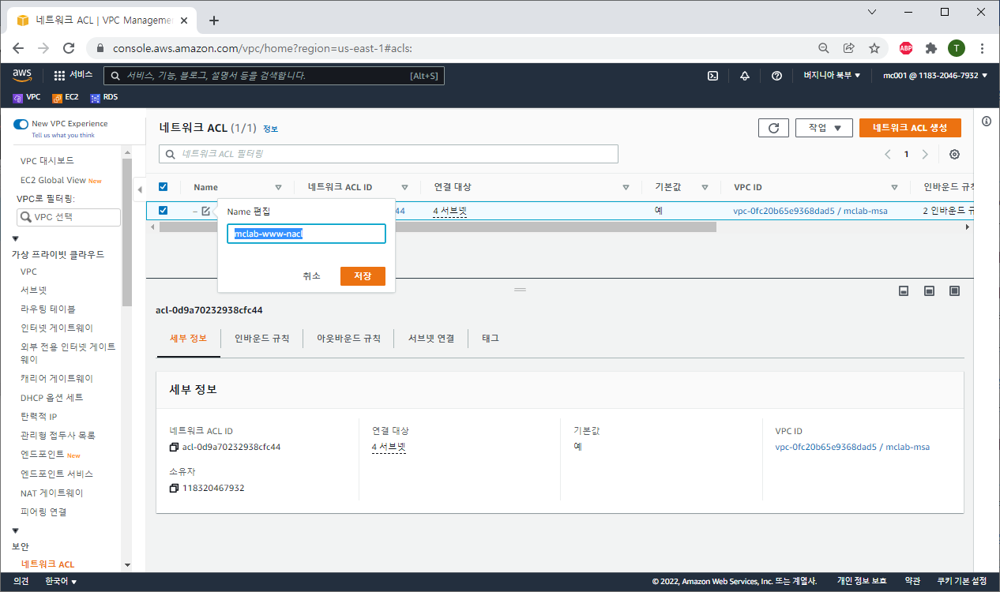 네트워크 ACL | VPC Manageme
console.aws.amazon.com/vpc/home?region=us-east-1#acls:
ABP
T
aws
서비스
서비스, 기능, 블로그, 설명서 등을 검색합니다.
[Alt+S]
버지니아 북부
mc001 @ 1183-2046-7932
VPC
EC2
RDS
New VPC Experience
Tell us what you think
VPC 대시보드
EC2 Global View New
VPC로 필터링:
VPC 선택
가상 프라이빗 클라우드
VPC
서브넷
라우팅 테이블
인터넷 게이트웨이
외부 전용 인터넷 게이트
웨이
캐리어 게이트웨이
DHCP 옵션 세트
탄력적 IP
관리형 접두사 목록
엔드포인트 New
엔드포인트 서비스
NAT 게이트웨이
피어링 연결
보안
네트워크 ACL
네트워크 ACL (1/1) 정보
작업
네트워크 ACL 생성
네트워크 ACL 필터링
1
Name
네트워크 ACL ID
연결 대상
기본값
VPC ID
인바운드 규칙
–
44
4 서브넷
예
vpc-0fc20b65e9368dad5 / mclab-msa
2 인바운드 규
Name 편집
mclab-www-nacl
취소
저장
acl-0d9a70232938cfc44
세부 정보
인바운드 규칙
아웃바운드 규칙
서브넷 연결
태그
세부 정보
네트워크 ACL ID
acl-0d9a70232938cfc44
연결 대상
4 서브넷
기본값
예
VPC ID
vpc-0fc20b65e9368dad5 / mclab-msa
소유자
118320467932
의견
한국어
© 2022, Amazon Web Services, Inc. 또는 계열사.
개인 정보 보호
약관
쿠키 기본 설정